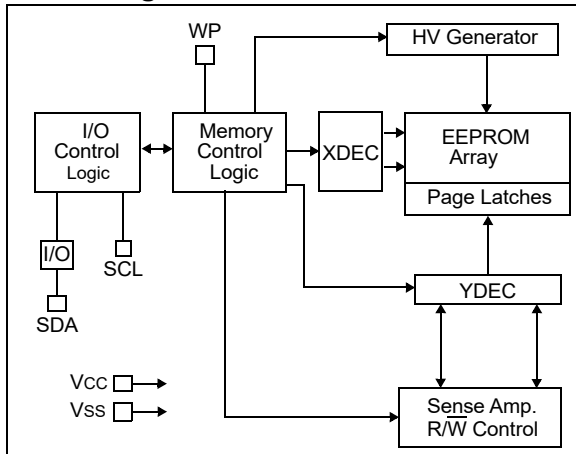 WP
HV Generator
I/O
Control
Logic
Memory
Control
Logic
XDEC
EEPROM
Array
Page Latches
I/O
SCL
SDA
YDEC
Vcc
Vss
Sense Amp.
R/W̅ Control